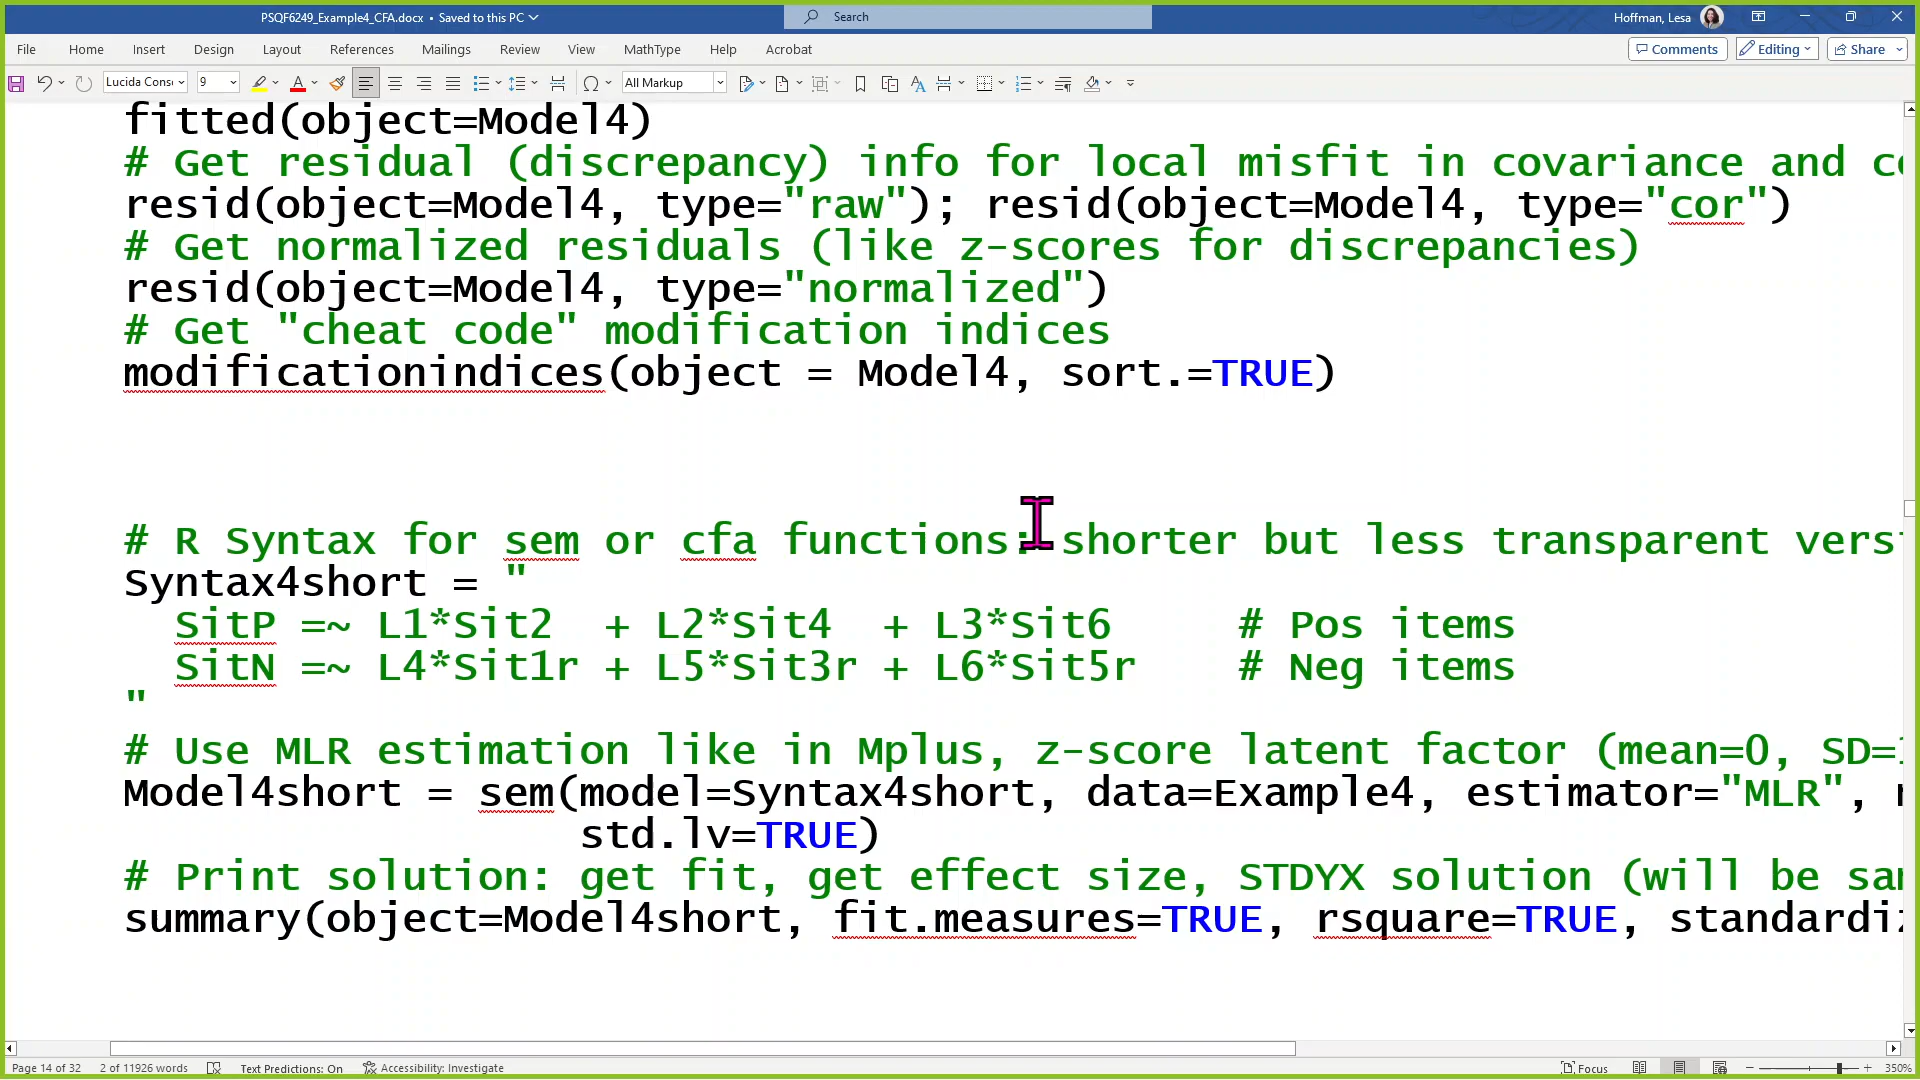 PSQF6249_Example4_CFA.docx • Saved to this PC
Search
Hoffman, Lesa
File Home Insert Design Layout References Mailings Review View MathType Help Acrobat
Comments Editing Share
Lucida Cons 9 All Markup
fitted(object=Model4)
# Get residual (discrepancy) info for local misfit in covariance and
resid(object=Model4, type="raw"); resid(object=Model4, type="cor")
# Get normalized residuals (like z-scores for discrepancies)
resid(object=Model4, type="normalized")
# Get "cheat code" modification indices
modificationindices(object = Model4, sort.=TRUE)
# R Syntax for sem or cfa functions: shorter but less transparent
Syntax4short = "
SitP =~ L1*Sit2 + L2*Sit4 + L3*Sit6 # Pos items
SitN =~ L4*Sit1r + L5*Sit3r + L6*Sit5r # Neg items
"
# Use MLR estimation like in Mplus, z-score latent factor (mean=0, SD=
Model4short = sem(model=Syntax4short, data=Example4, estimator="MLR",
std.lv=TRUE)
# Print solution: get fit, get effect size, STDYX solution (will be
summary(object=Model4short, fit.measures=TRUE, rsquare=TRUE,
Page 14 of 32 2 of 11926 words Text Predictions: On Accessibility: Investigate Focus 350%